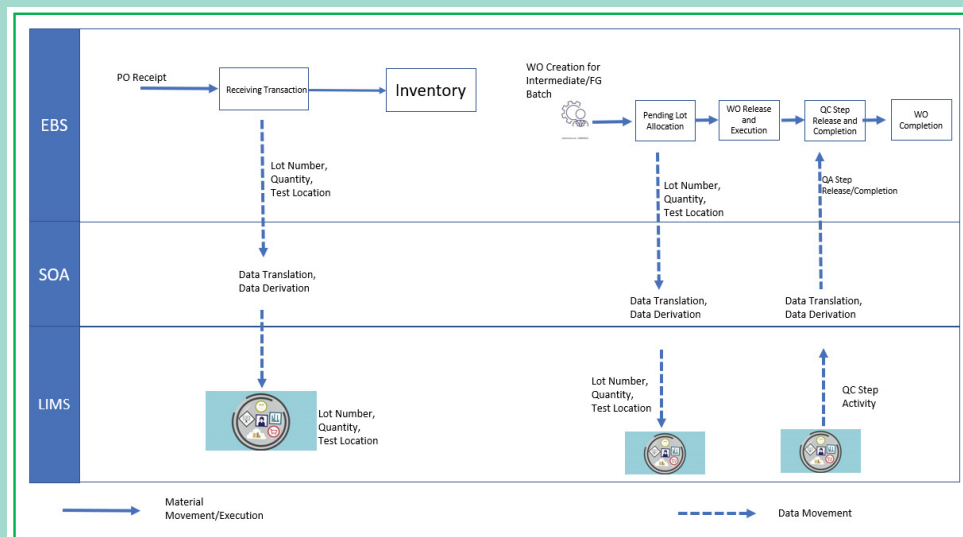 EBS
PO Receipt
Receiving Transaction
Inventory
Lot Number,
Quantity,
Test Location
WO Creation for
Intermediate/FG
Batch
Pending Lot
Allocation
WO Release
and
Execution
QC Step
Release and
Completion
WO
Completion
Lot Number,
Quantity,
Test Location
QA Step
Release/Completion
SOA
Data Translation,
Data Derivation
Data Translation,
Data Derivation
Data Translation,
Data Derivation
LIMS
Lot Number,
Quantity,
Test Location
Lot Number,
Quantity,
Test Location
QC Step
Activity
Material
Movement/Execution
Data Movement